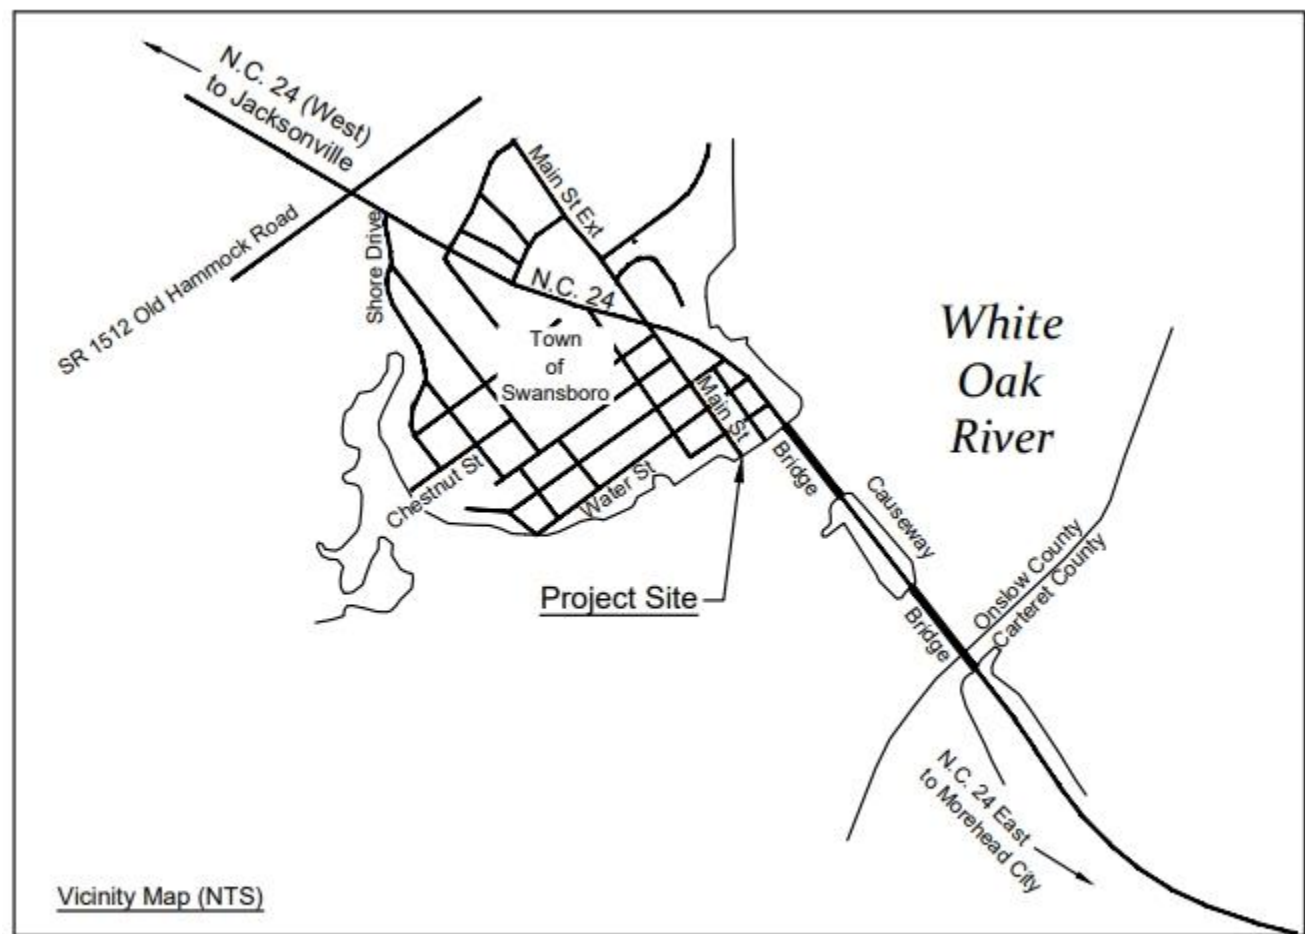 N.C. 24 (West)
to Jacksonville
SR 1512 Old Hammock Road
Shore Drive
Main St Ext
N.C. 24
Town
of
Swansboro
Main St
Chestnut St
Water St
White
Oak
River
Bridge
Causeway
Project Site
Bridge
Onslow County
Carteret County
N.C. 24 East
to Morehead City
Vicinity Map (NTS)